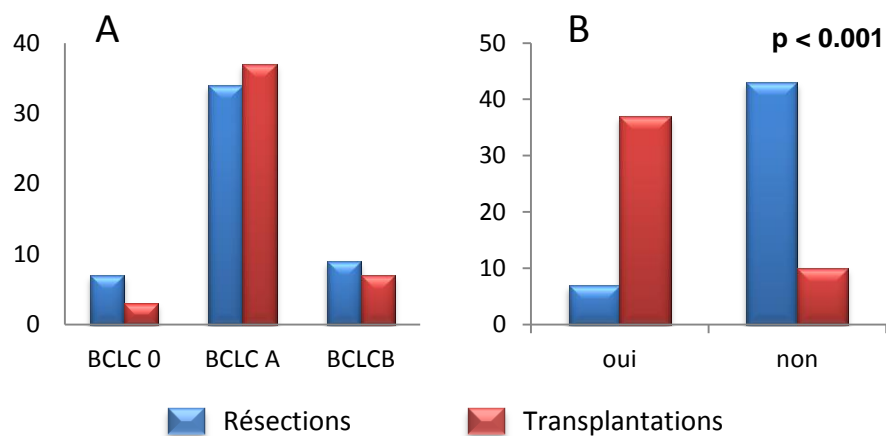 A
40
30
20
10
0
BCLC 0 BCLC A BCLCB
B
p < 0.001
50
40
30
20
10
0
oui non
Résections Transplantations